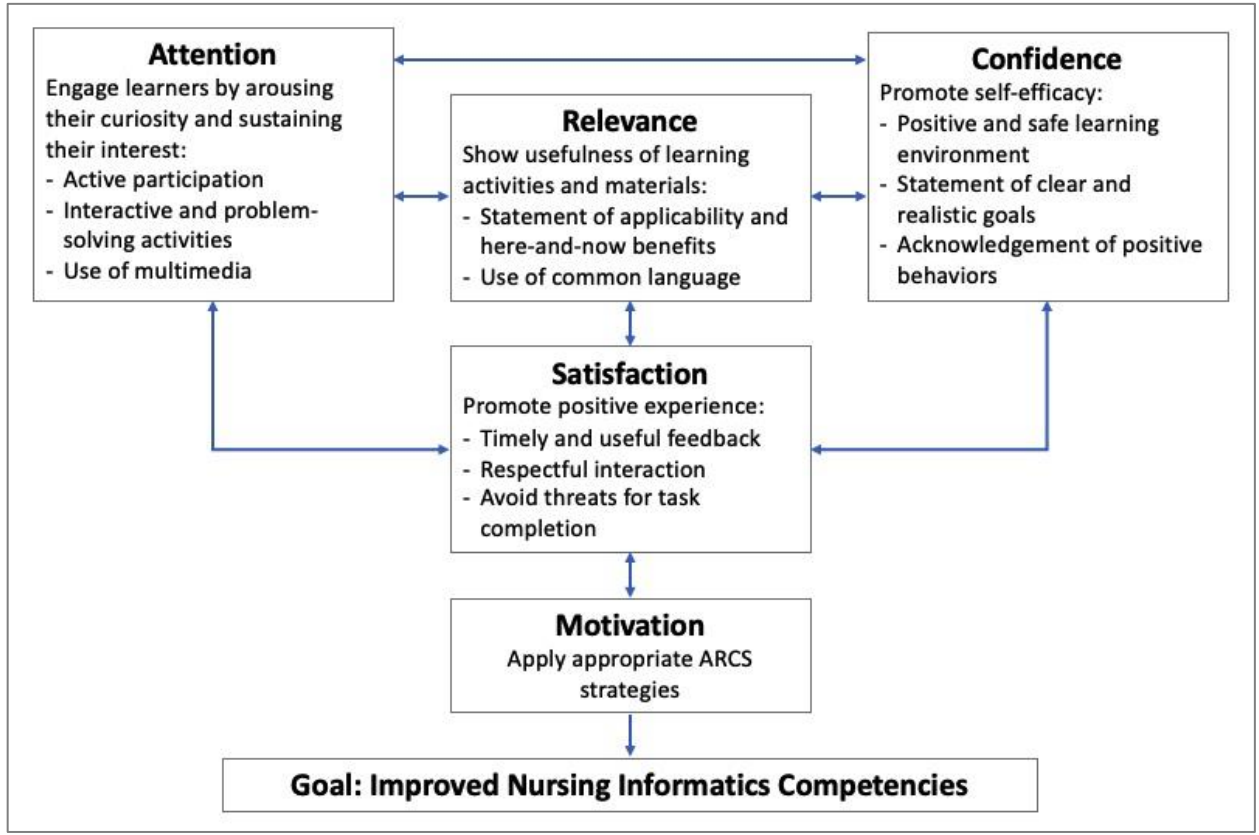 Attention
Engage learners by arousing
their curiosity and sustaining
their interest:
- Active participation
- Interactive and problem-
solving activities
- Use of multimedia
Relevance
Show usefulness of learning
activities and materials:
- Statement of applicability and
here-and-now benefits
- Use of common language
Confidence
Promote self-efficacy:
- Positive and safe learning
environment
- Statement of clear and
realistic goals
- Acknowledgement of positive
behaviors
Satisfaction
Promote positive experience:
- Timely and useful feedback
- Respectful interaction
- Avoid threats for task
completion
Motivation
Apply appropriate ARCS
strategies
Goal: Improved Nursing Informatics Competencies